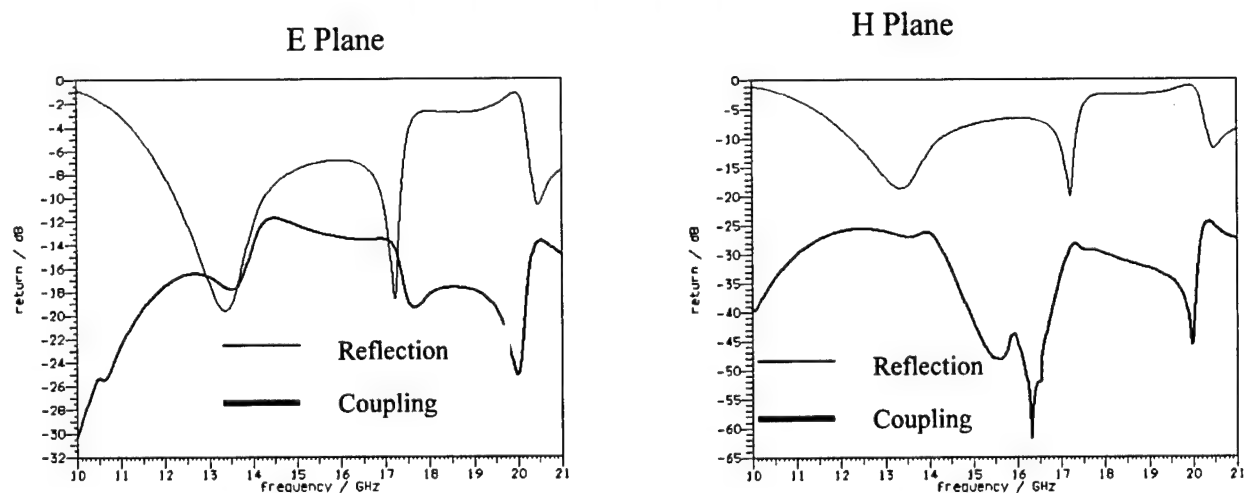 E Plane
H Plane
0
-2
-4
-6
-8
-10
-12
-14
-16
-18
-20
-22
-24
-26
-28
-30
-32
return / dB
10 11 12 13 14 15 16 17 18 19 20 21
frequency / GHz
Reflection
Coupling
0
-5
-10
-15
-20
-25
-30
-35
-40
-45
-50
-55
-60
-65
return / dB
10 11 12 13 14 15 16 17 18 19 20 21
frequency / GHz
Reflection
Coupling